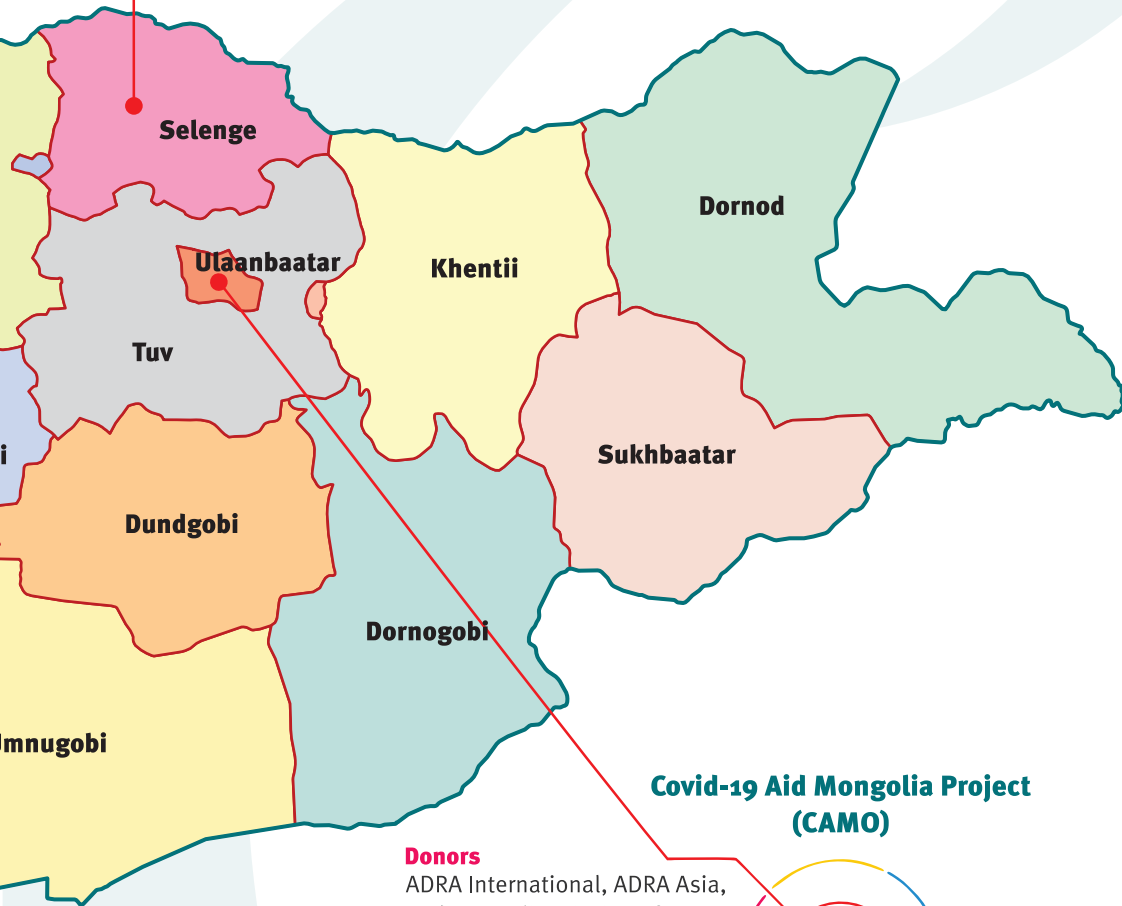 Selenge
Dornod
Ulaanbaatar
Khentii
Tuv
i
Sukhbaatar
Dundgobi
Dornogobi
mnugobi
Covid-19 Aid Mongolia Project
(CAMO)
Donors
ADRA International, ADRA Asia,